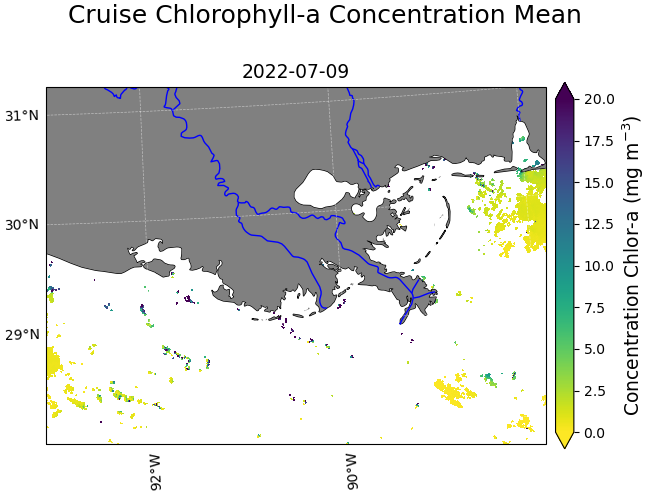 Cruise Chlorophyll-a Concentration Mean
2022-07-09
31°N
30°N
29°N
92°W
90°W
20.0
17.5
15.0
12.5
10.0
7.5
5.0
2.5
0.0
Concentration Chlor-a (mg m⁻³)